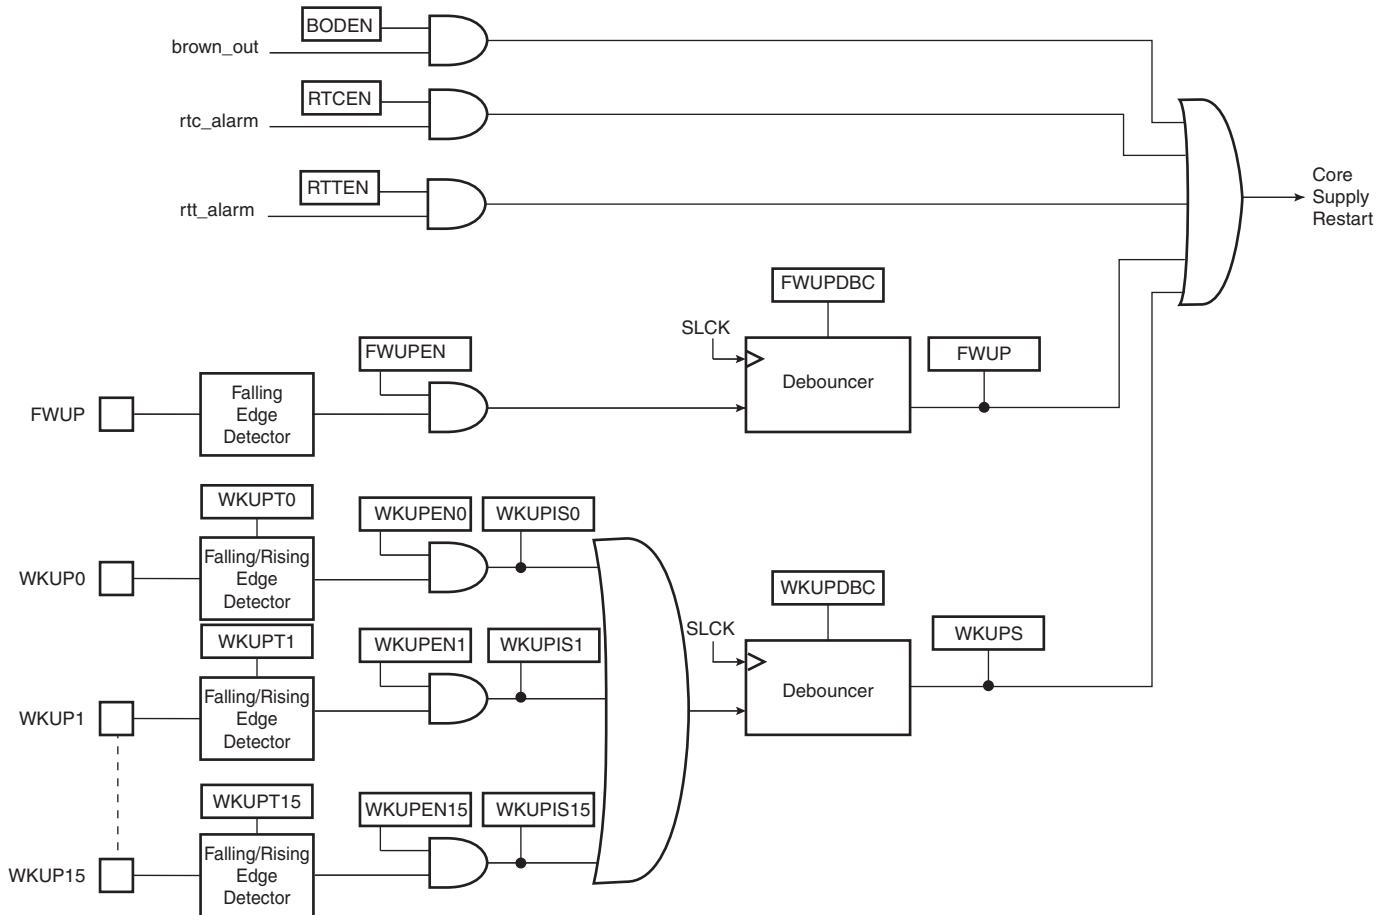 BODEN
brown_out
RTCEN
rtc_alarm
RTTEN
rtt_alarm
Core
Supply
Restart
FWUPDBC
SLCK
FWUPEN
FWUP
Debouncer
Falling
Edge
Detector
FWUP
WKUPT0
WKUPEN0
WKUPIS0
Falling/Rising
Edge
Detector
WKUP0
WKUPDBC
SLCK
WKUPS
WKUPT1
WKUPEN1
WKUPIS1
Debouncer
Falling/Rising
Edge
Detector
WKUP1
WKUPT15
WKUPEN15
WKUPIS15
Falling/Rising
Edge
Detector
WKUP15